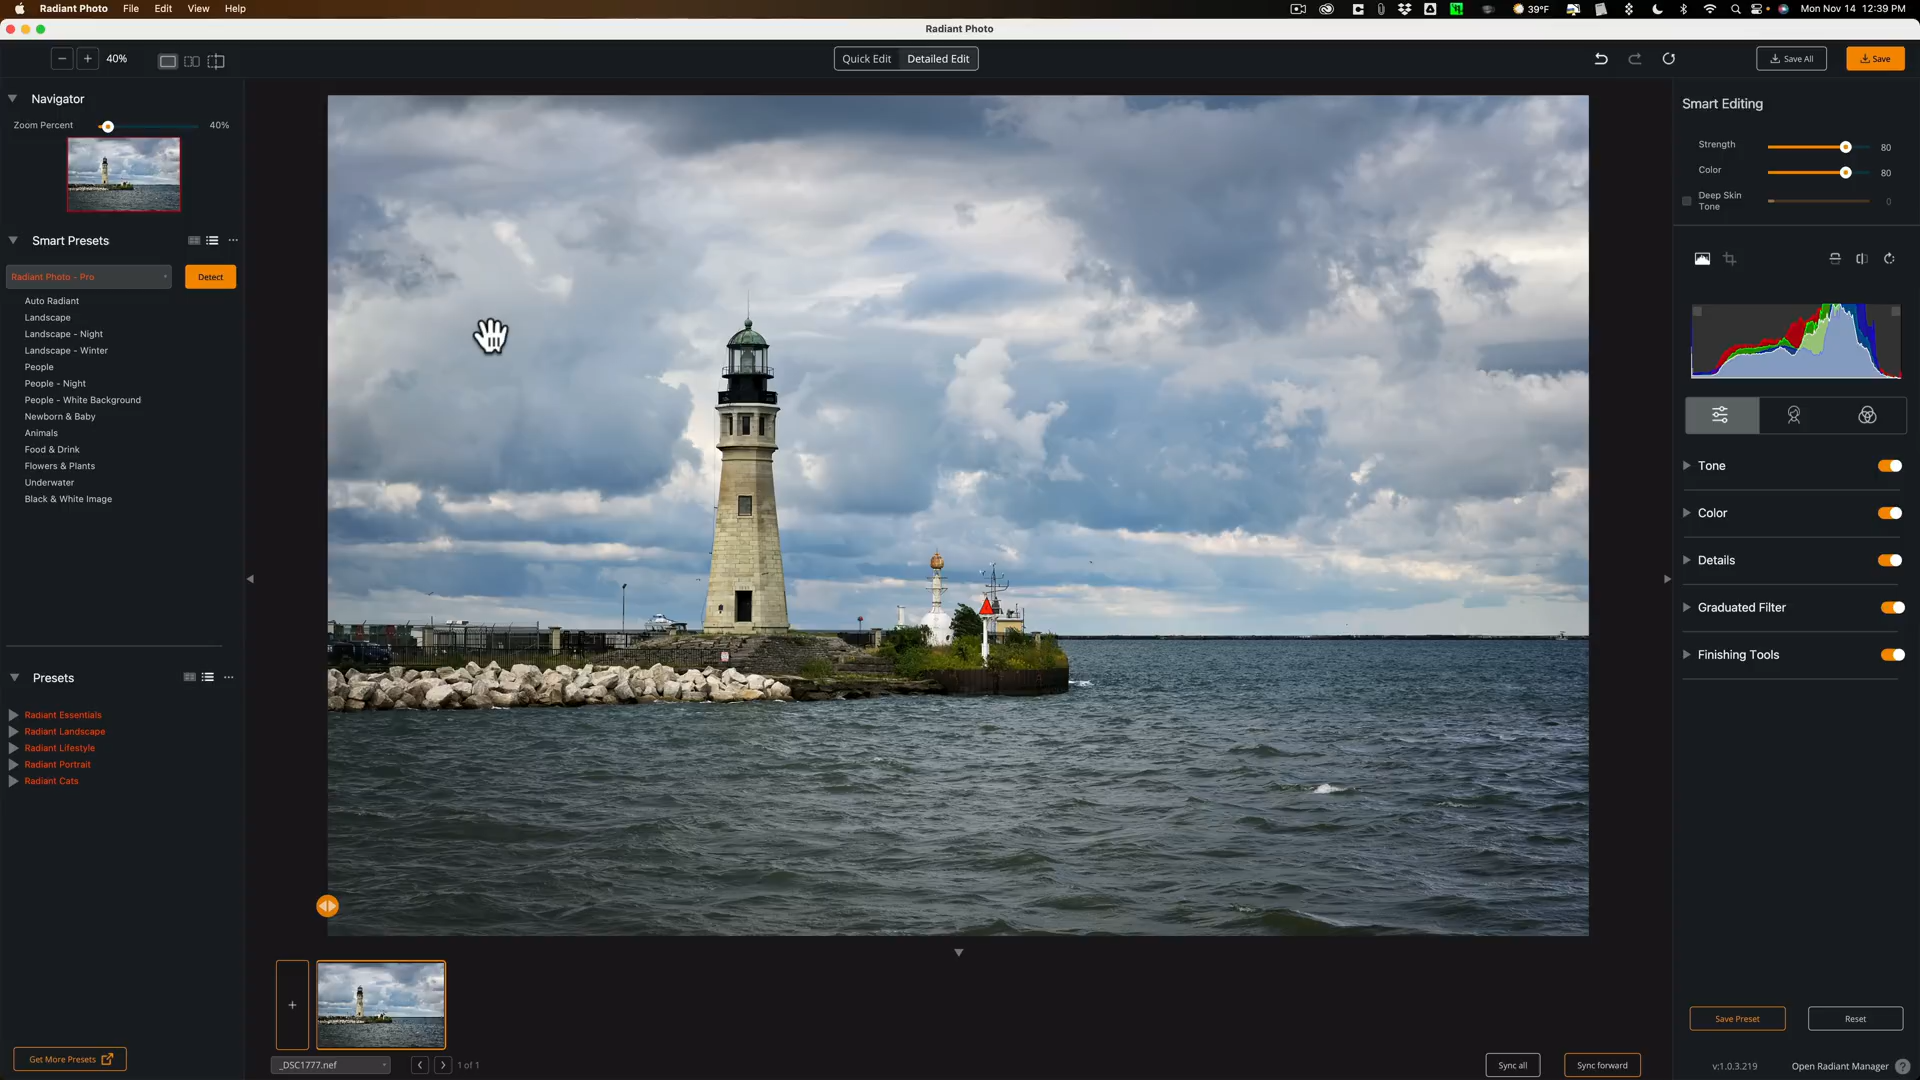 Radiant Photo File Edit View Help
39°F Mon Nov 14 12:39 PM
Radiant Photo
40% Quick Edit Detailed Edit Save All Save
Navigator
Zoom Percent 40%
Smart Presets
Radiant Photo - Pro Detect
Auto Radiant
Landscape
Landscape - Night
Landscape - Winter
People
People - Night
People - White Background
Newborn & Baby
Animals
Food & Drink
Flowers & Plants
Underwater
Black & White Image
Presets
Radiant Essentials
Radiant Landscape
Radiant Lifestyle
Radiant Portrait
Radiant Cats
Get More Presets
_DSC1777.nef 1 of 1
Sync all Sync forward
Smart Editing
Strength 80
Color 80
Deep Skin
Tone 0
Tone
Color
Details
Graduated Filter
Finishing Tools
Save Preset Reset
v:1.0.3.219 Open Radiant Manager ?